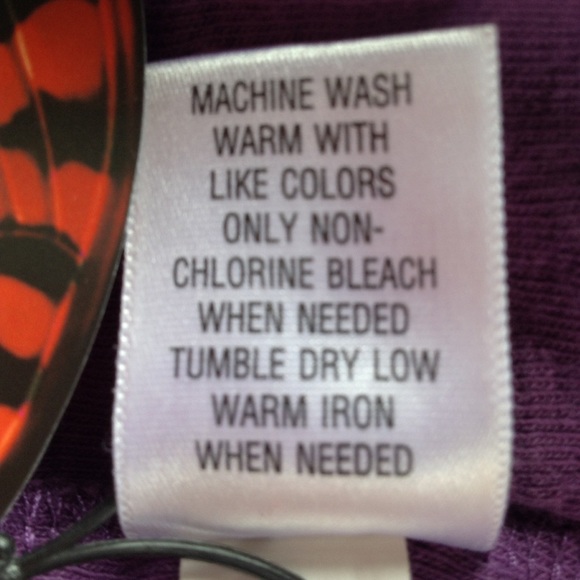 MACHINE WASH
WARM WITH
LIKE COLORS
ONLY NON-
CHLORINE BLEACH
WHEN NEEDED
TUMBLE DRY LOW
WARM IRON
WHEN NEEDED